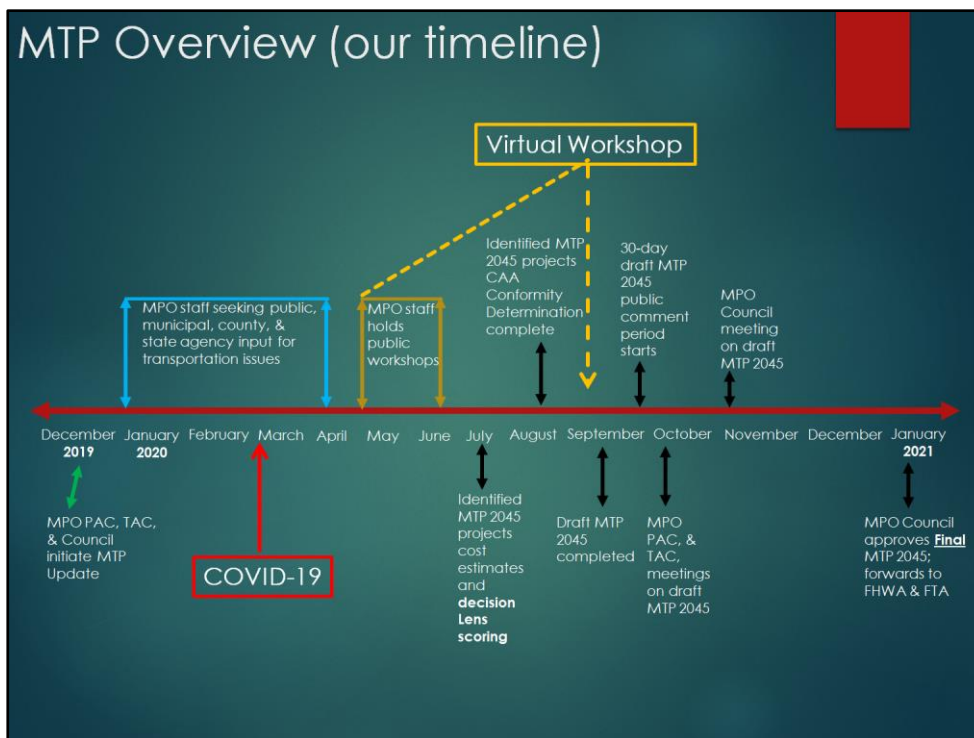 MTP Overview (our timeline)
Virtual Workshop
MPO staff seeking public,
municipal, county, &
state agency input for
transportation issues
MPO staff
holds
public
workshops
Identified MTP
2045 projects
CAA
Conformity
Determination
complete
30-day
draft MTP
2045
public
comment
period
starts
MPO
Council
meeting
on draft
MTP 2045
December
2019
January
2020
February
March
April
May
June
July
August
September
October
November
December
January
2021
MPO PAC, TAC,
& Council
initiate MTP
Update
COVID-19
Identified
MTP 2045
projects
cost
estimates
and
decision
Lens
scoring
Draft MTP
2045
completed
MPO
PAC, &
TAC,
meetings
on draft
MTP 2045
MPO Council
approves Final
MTP 2045;
forwards to
FHWA & FTA